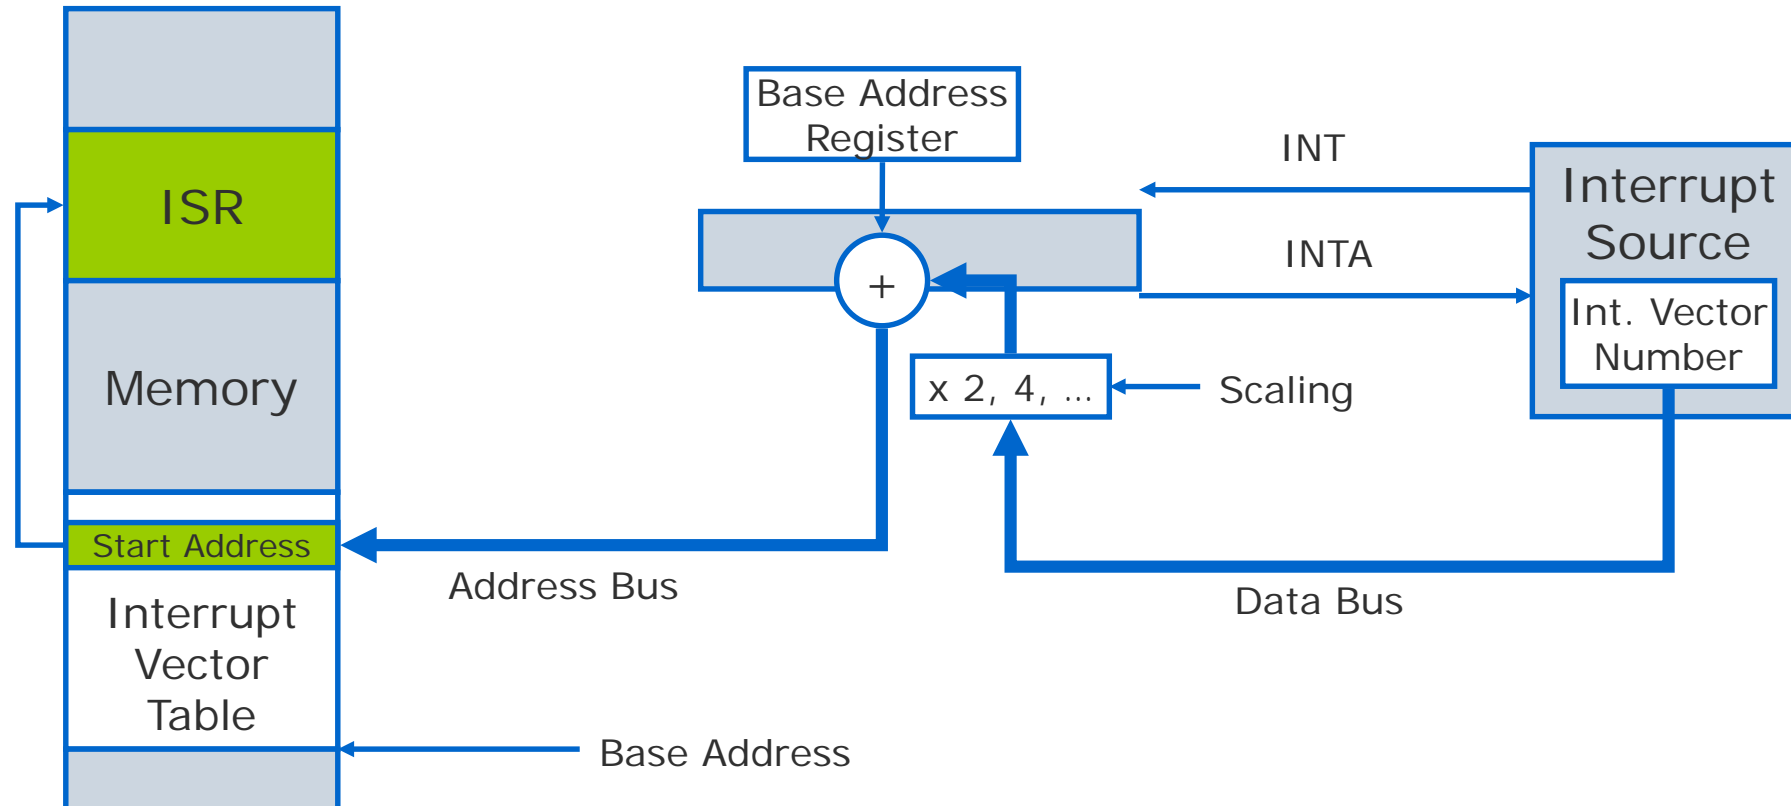 Base Address
Register
INT
Interrupt
Source
ISR
INTA
+
Int. Vector
Number
Memory
x 2, 4, ...
Scaling
Start Address
Address Bus
Data Bus
Interrupt
Vector
Table
Base Address